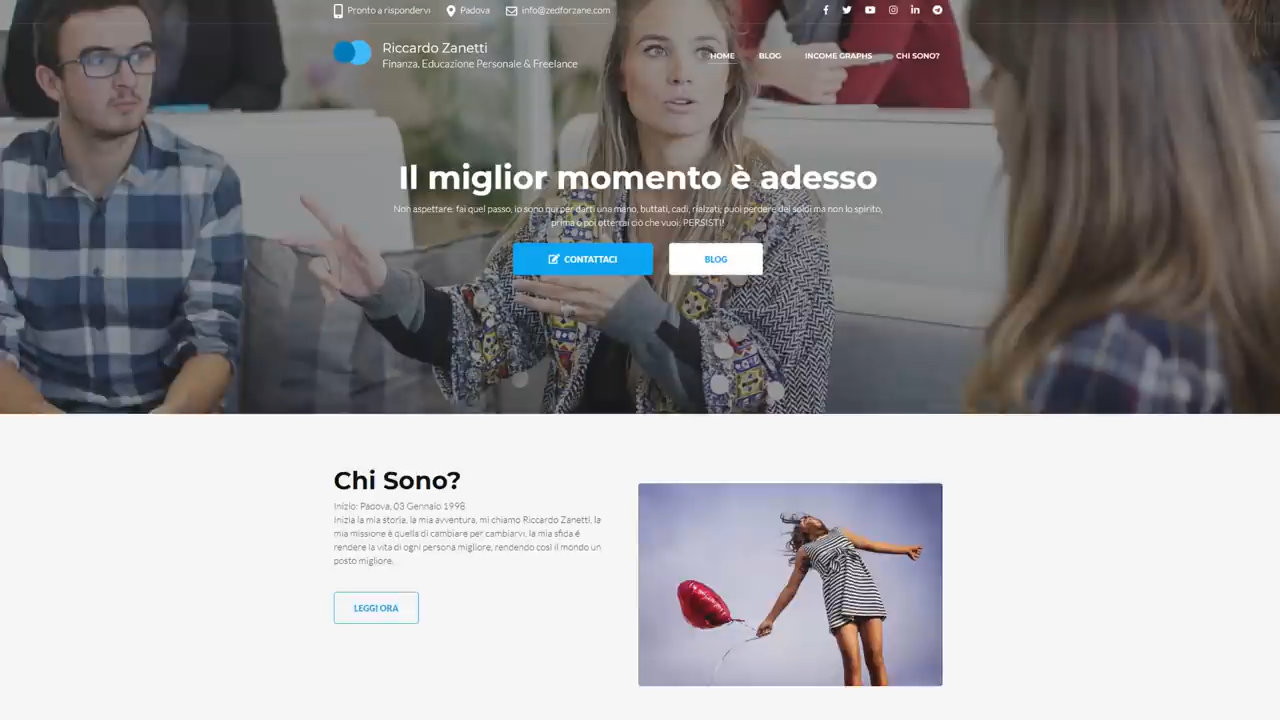 Pronto a rispondervi Padova info@zedforzane.com
Riccardo Zanetti
Finanza, Educazione Personale & Freelance
HOME BLOG INCOME GRAPHS CHI SONO?
Il miglior momento è adesso
Non aspettare: fai quel passo, io sono qui per darti una mano, buttati, cadi, rialzati; puoi perdere dei soldi ma non lo spirito,
prima o poi otterrai ciò che vuoi: PERSISTI!
CONTATTACI BLOG
Chi Sono?
Inizio: Padova, 03 Gennaio 1998
Inizia la mia storia, la mia avventura, mi chiamo Riccardo Zanetti, la
mia missione è quella di cambiare per cambiarvi, la mia sfida é
rendere la vita di ogni persona migliore, rendendo così il mondo un
posto migliore.
LEGGI ORA